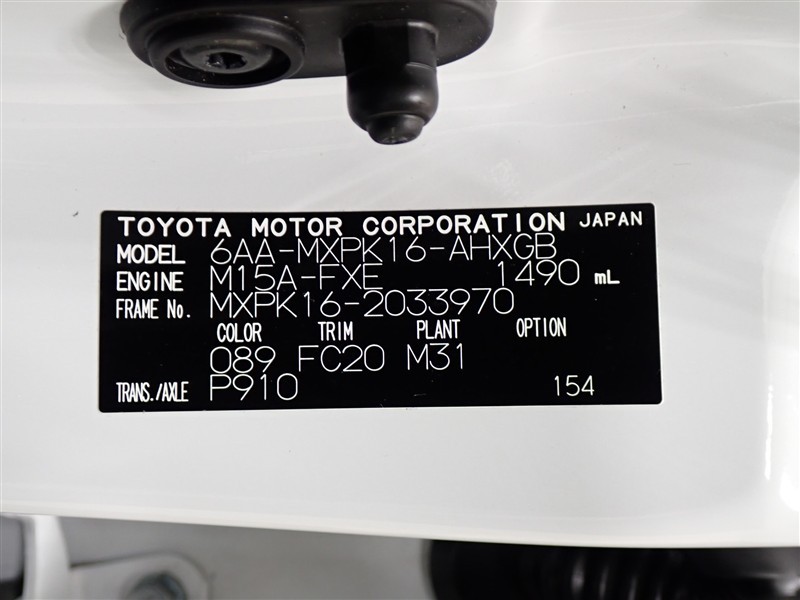 TOYOTA MOTOR CORPORATION JAPAN
MODEL 6AA-MXPK16-AHXGB
ENGINE M15A-FXE 1490 mL
FRAME No. MXPK16-2033970
COLOR TRIM PLANT OPTION
089 FC20 M31
TRANS./AXLE P910 154